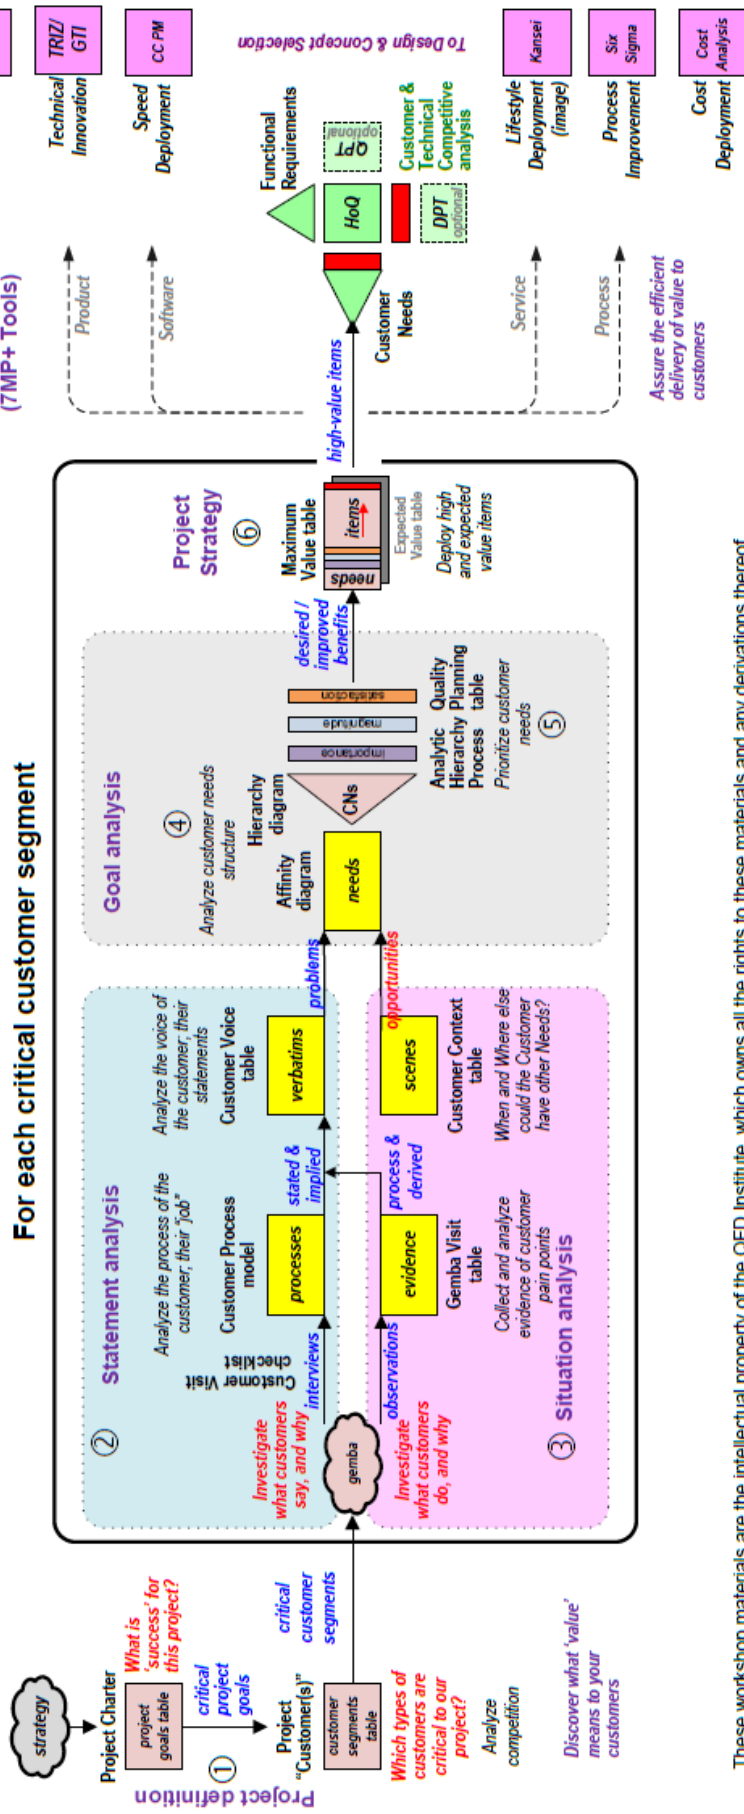 For each critical customer segment
strategy
Project Charter
project
goals table
What is
‘success’ for
this project?
critical
project
goals
①
Project definition
Project
“Customer(s)”
customer
segments
table
critical
customer
segments
Which types of
customers are
critical to our
project?
Analyze
competition
Discover what ‘value’
means to your
customers
②
Statement analysis
Investigate
what customers
say, and why
gemba
Investigate
what customers
do, and why
interviews
Customer Visit
checklist
observations
Analyze the process of the
customer; their “job”
Customer Process
model
processes
stated &
implied
Analyze the voice of
the customer; their
statements
Customer Voice
table
verbatims
problems
③ Situation analysis
evidence
Gemba Visit
table
Collect and analyze
evidence of customer
pain points
process &
derived
scenes
Customer Context
table
When and Where else
could the Customer
have other Needs?
opportunities
Goal analysis
④
Analyze customer needs
structure
Affinity
diagram
needs
Hierarchy
diagram
CNs
importance
magnitude
satisfaction
Analytic
Hierarchy
Process
Quality
Planning
table
Prioritize customer
needs
⑤
desired /
improved
benefits
Project
Strategy
⑥
Maximum
Value table
needs
items
Expected
Value table
Deploy high
and expected
value items
high-value items
(7MP+ Tools)
Product
Software
Service
Process
Customer
Needs
Functional
Requirements
HoQ
QPT
optional
DPT
optional
Customer &
Technical
Competitive
analysis
Assure the efficient
delivery of value to
customers
Technical
Innovation
TRIZ/
GTI
Speed
Deployment
CC PM
To Design & Concept Selection
Lifestyle
Deployment
(image)
Kansei
Process
Improvement
Six
Sigma
Cost
Deployment
Cost
Analysis
These workshop materials are the intellectual property of the QFD Institute, which owns all the rights to these materials and any derivations thereof